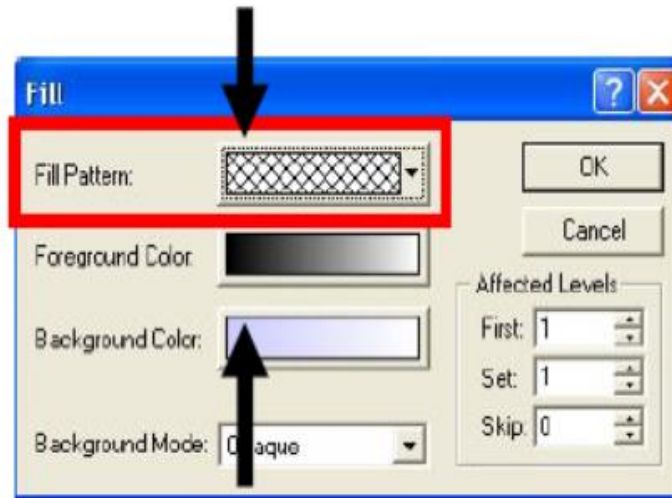 Fill
Fill Pattern:
OK
Foreground Color:
Cancel
Affected Levels
Background Color:
First: 1
Set: 1
Skip: 0
Background Mode: Opaque